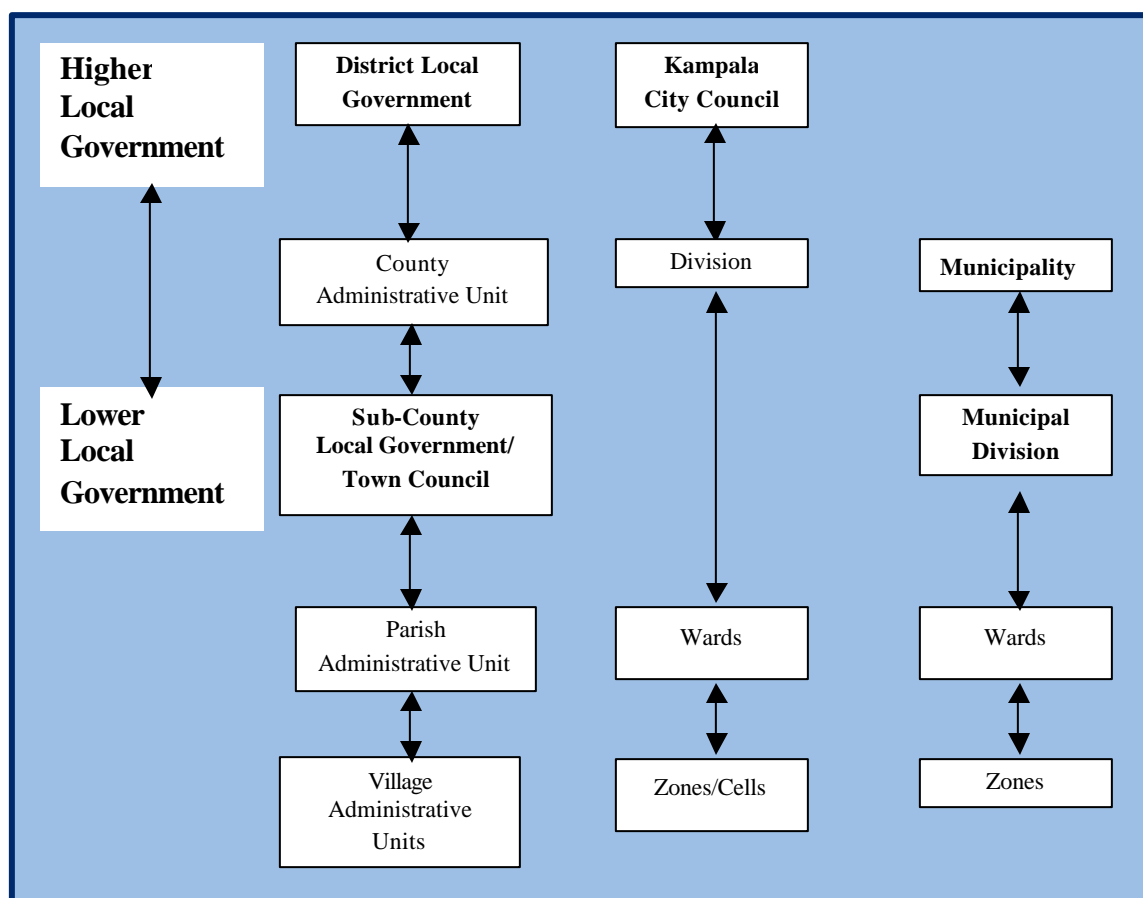 Higher
Local
Government
District Local
Government
Kampala
City Council
County
Administrative Unit
Division
Municipality
Lower
Local
Government
Sub-County
Local Government/
Town Council
Municipal
Division
Parish
Administrative Unit
Wards
Wards
Village
Administrative
Units
Zones/Cells
Zones